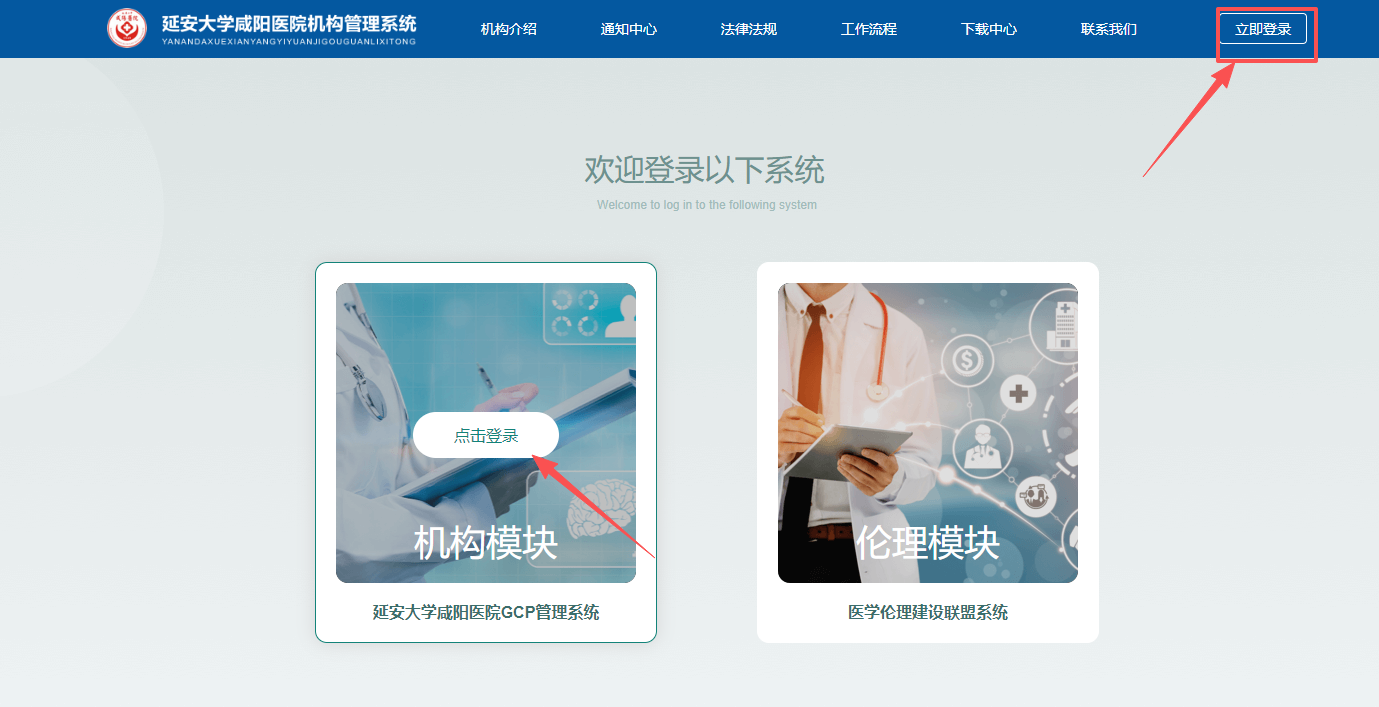 延安大学咸阳医院机构管理系统
YANANDAXUEXIANYANGYIYUANJIGOUGUANLIXITONG
机构介绍 通知中心 法律法规 工作流程 下载中心 联系我们 立即登录
欢迎登录以下系统
Welcome to log in to the following system
点击登录
机构模块
延安大学咸阳医院GCP管理系统
伦理模块
医学伦理建设联盟系统